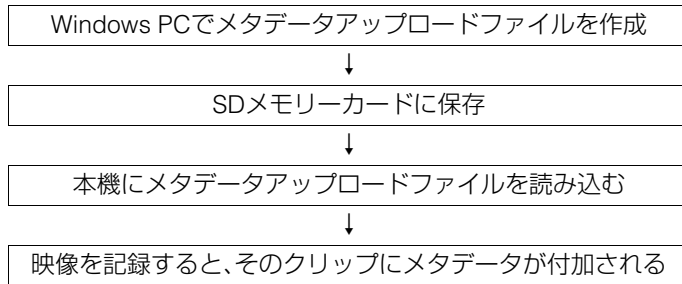 Windows PCでメタデータアップロードファイルを作成
↓
SDメモリーカードに保存
↓
本機にメタデータアップロードファイルを読み込む
↓
映像を記録すると、そのクリップにメタデータが付加される